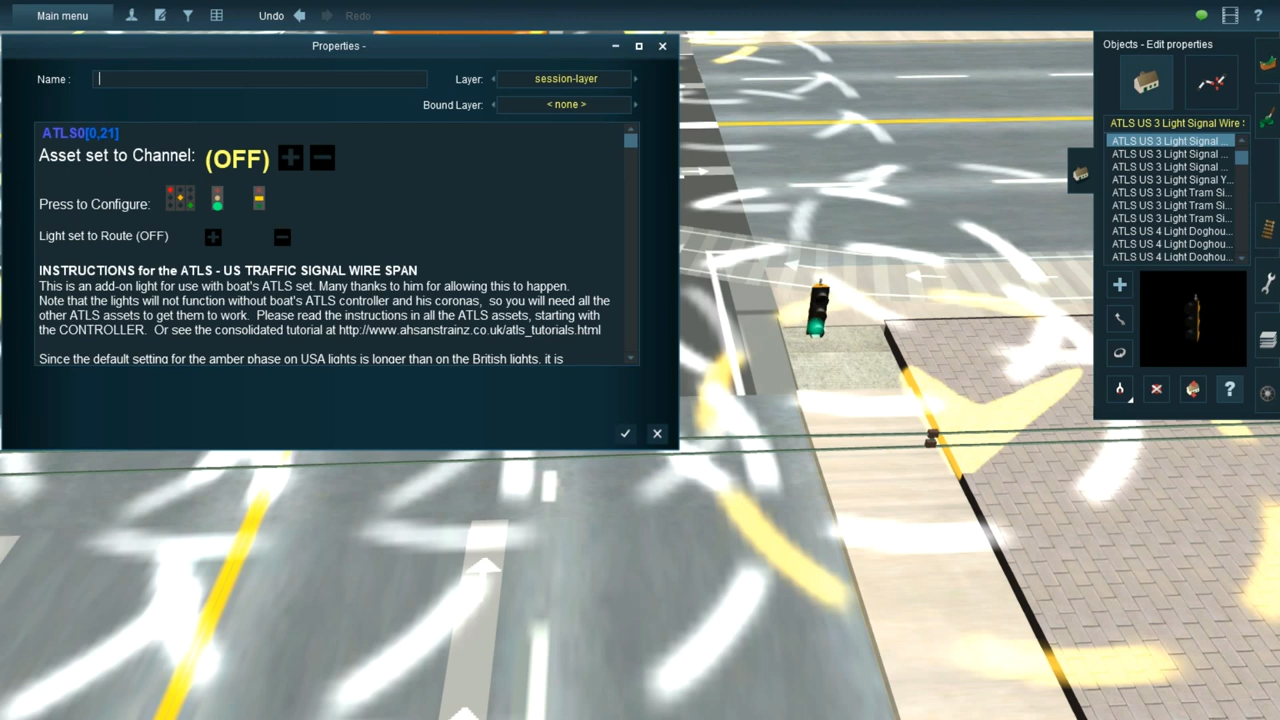 Main menu
Undo
Redo
?
Properties -
Name :
Layer:
session-layer
Bound Layer:
< none >
ATLS0[0,21]
Asset set to Channel: (OFF)
Press to Configure:
Light set to Route (OFF)
INSTRUCTIONS for the ATLS - US TRAFFIC SIGNAL WIRE SPAN
This is an add-on light for use with boat's ATLS set. Many thanks to him for allowing this to happen.
Note that the lights will not function without boat's ATLS controller and his coronas, so you will need all the
other ATLS assets to get them to work. Please read the instructions in all the ATLS assets, starting with
the CONTROLLER. Or see the consolidated tutorial at http://www.ahsanstrainz.co.uk/atls_tutorials.html
Since the default setting for the amber phase on USA lights is longer than on the British lights, it is
Objects - Edit properties
ATLS US 3 Light Signal Wire
ATLS US 3 Light Signal ...
ATLS US 3 Light Signal ...
ATLS US 3 Light Signal ...
ATLS US 3 Light Signal Y...
ATLS US 3 Light Tram Si...
ATLS US 3 Light Tram Si...
ATLS US 3 Light Tram Si...
ATLS US 4 Light Doghou...
ATLS US 4 Light Doghou...
ATLS US 4 Light Doghou...
?